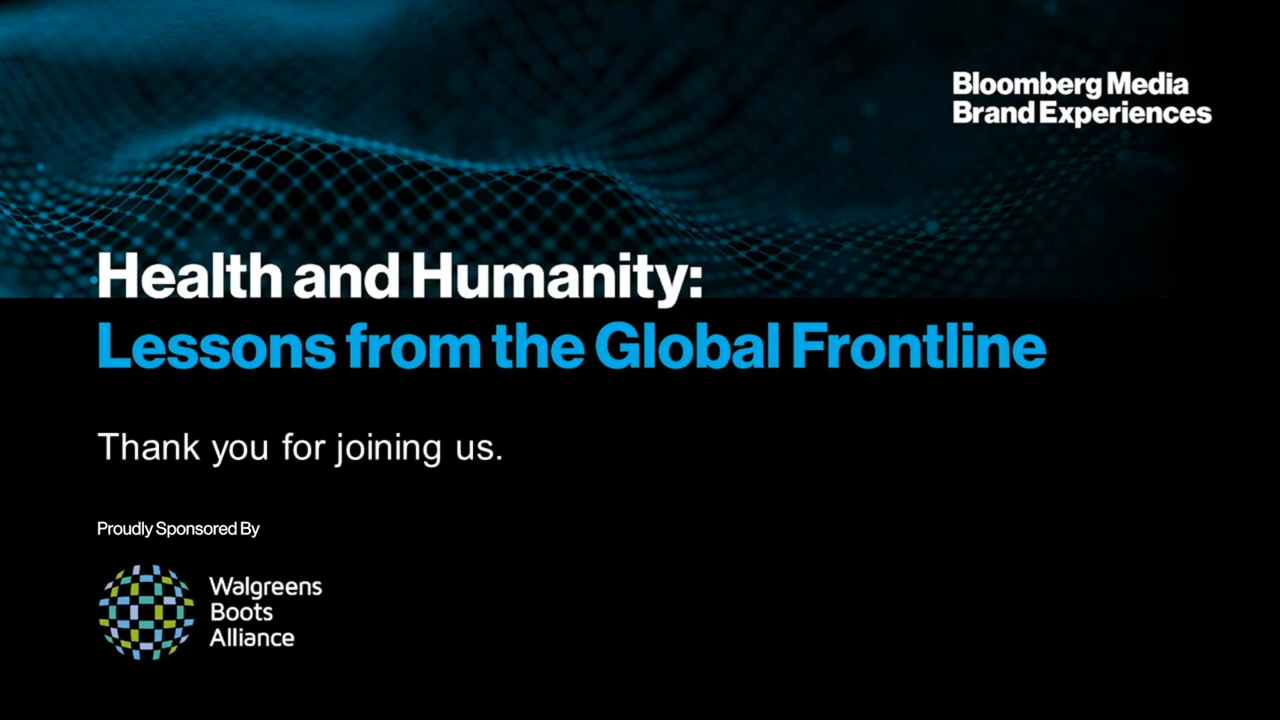 Bloomberg Media
Brand Experiences
Health and Humanity:
Lessons from the Global Frontline
Thank you for joining us.
Proudly Sponsored By
Walgreens
Boots
Alliance